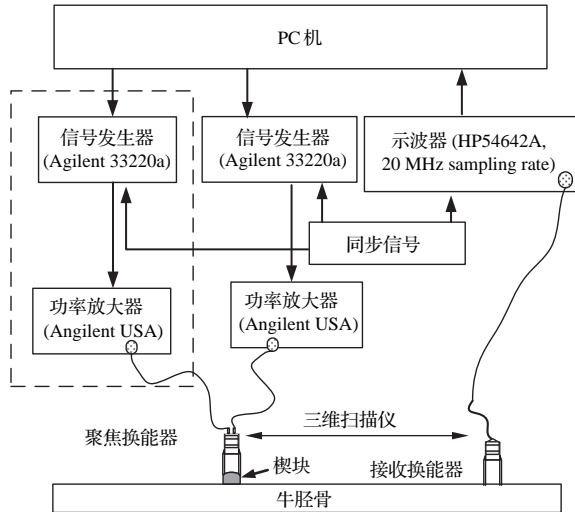 PC机
信号发生器
(Agilent 33220a)
信号发生器
(Agilent 33220a)
示波器 (HP54642A,
20 MHz sampling rate)
同步信号
功率放大器
(Angilent USA)
功率放大器
(Angilent USA)
聚焦换能器
三维扫描仪
楔块
接收换能器
牛胫骨